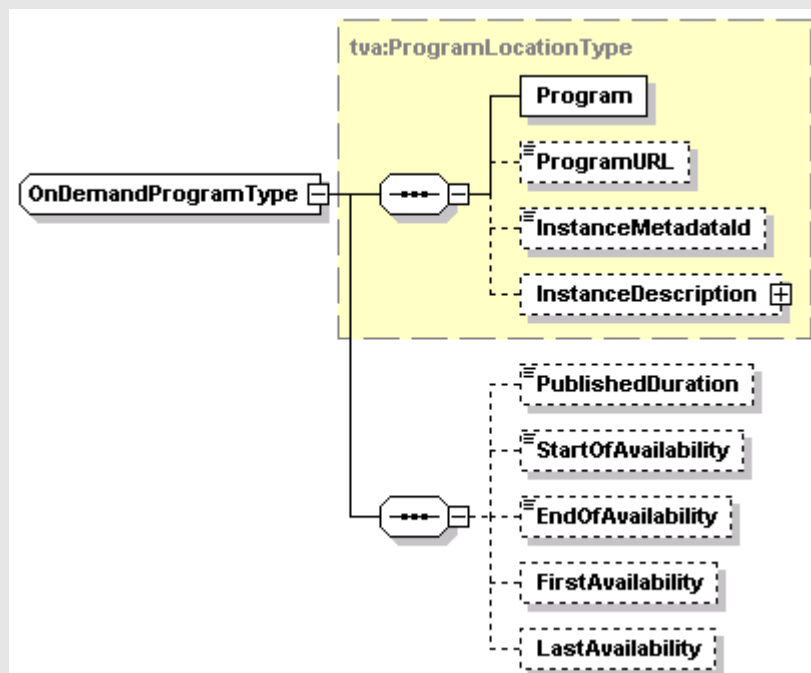 tva:ProgramLocationType
Program
ProgramURL
OnDemandProgramType
InstanceMetadataId
InstanceDescription
PublishedDuration
StartOfAvailability
EndOfAvailability
FirstAvailability
LastAvailability